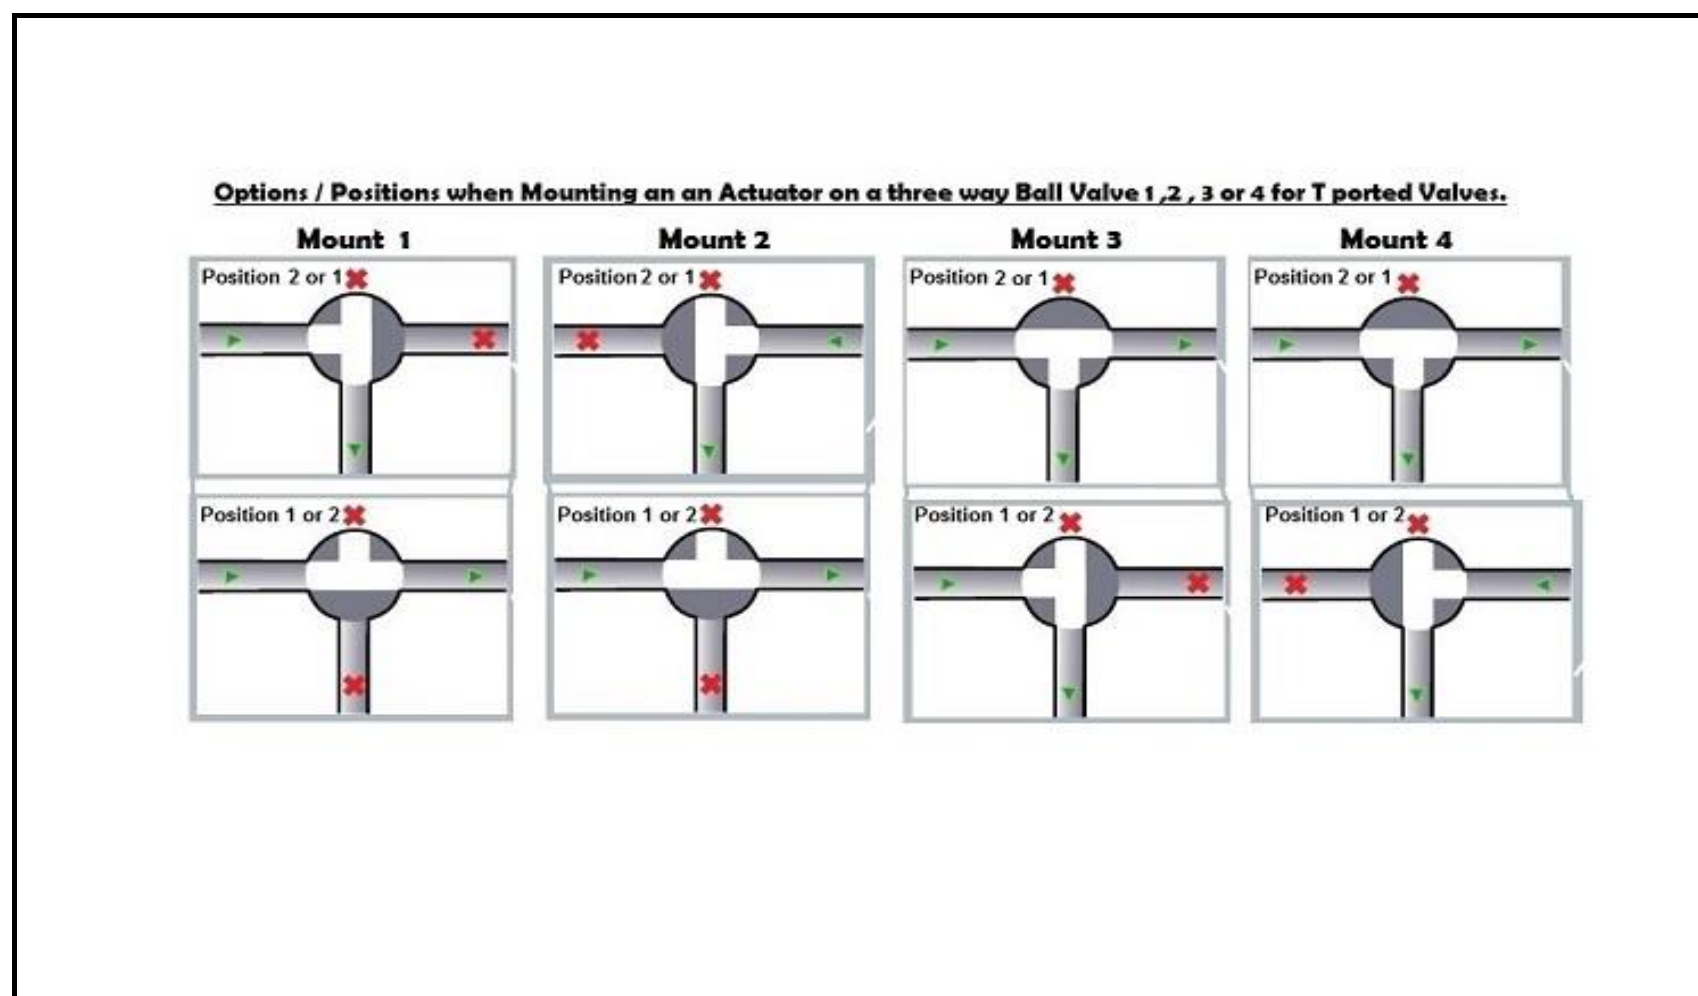 Options / Positions when Mounting an an Actuator on a three way Ball Valve 1 ,2 , 3 or 4 for T ported Valves.
Mount 1 Mount 2 Mount 3 Mount 4
Position 2 or 1 Position 2 or 1 Position 2 or 1 Position 2 or 1
Position 1 or 2 Position 1 or 2 Position 1 or 2 Position 1 or 2